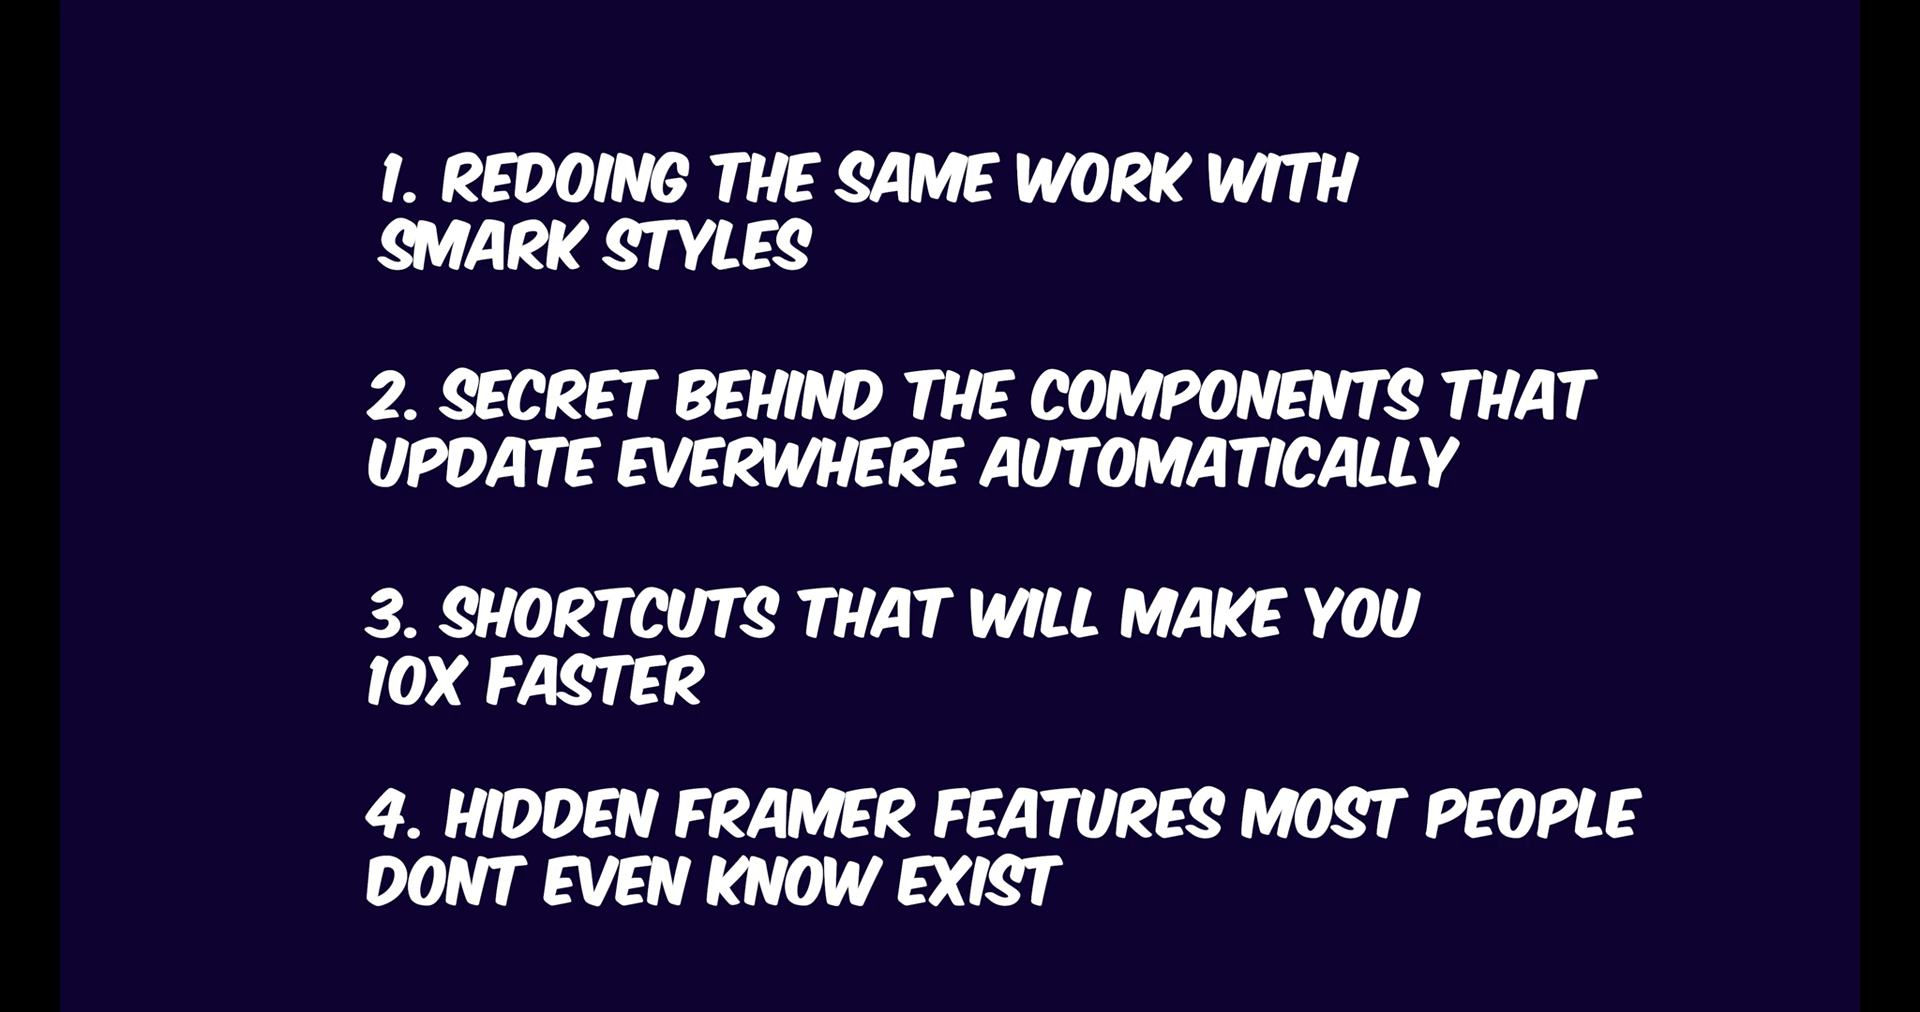 1. REDOING THE SAME WORK WITH
SMARK STYLES
2. SECRET BEHIND THE COMPONENTS THAT
UPDATE EVERWHERE AUTOMATICALLY
3. SHORTCUTS THAT WILL MAKE YOU
10X FASTER
4. HIDDEN FRAMER FEATURES MOST PEOPLE
DONT EVEN KNOW EXIST